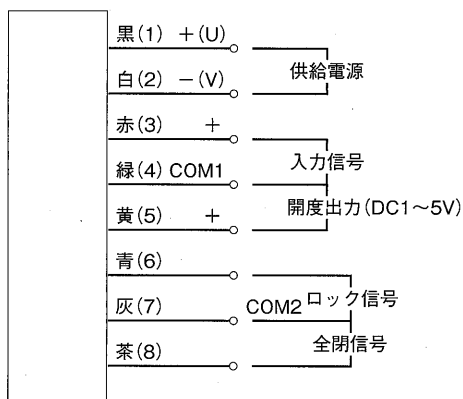 黒(1) +(U)
供給電源
白(2) −(V)
赤(3) +
入力信号
緑(4) COM1
開度出力(DC1～5V)
黄(5) +
青(6)
ロック信号
灰(7) COM2
全閉信号
茶(8)